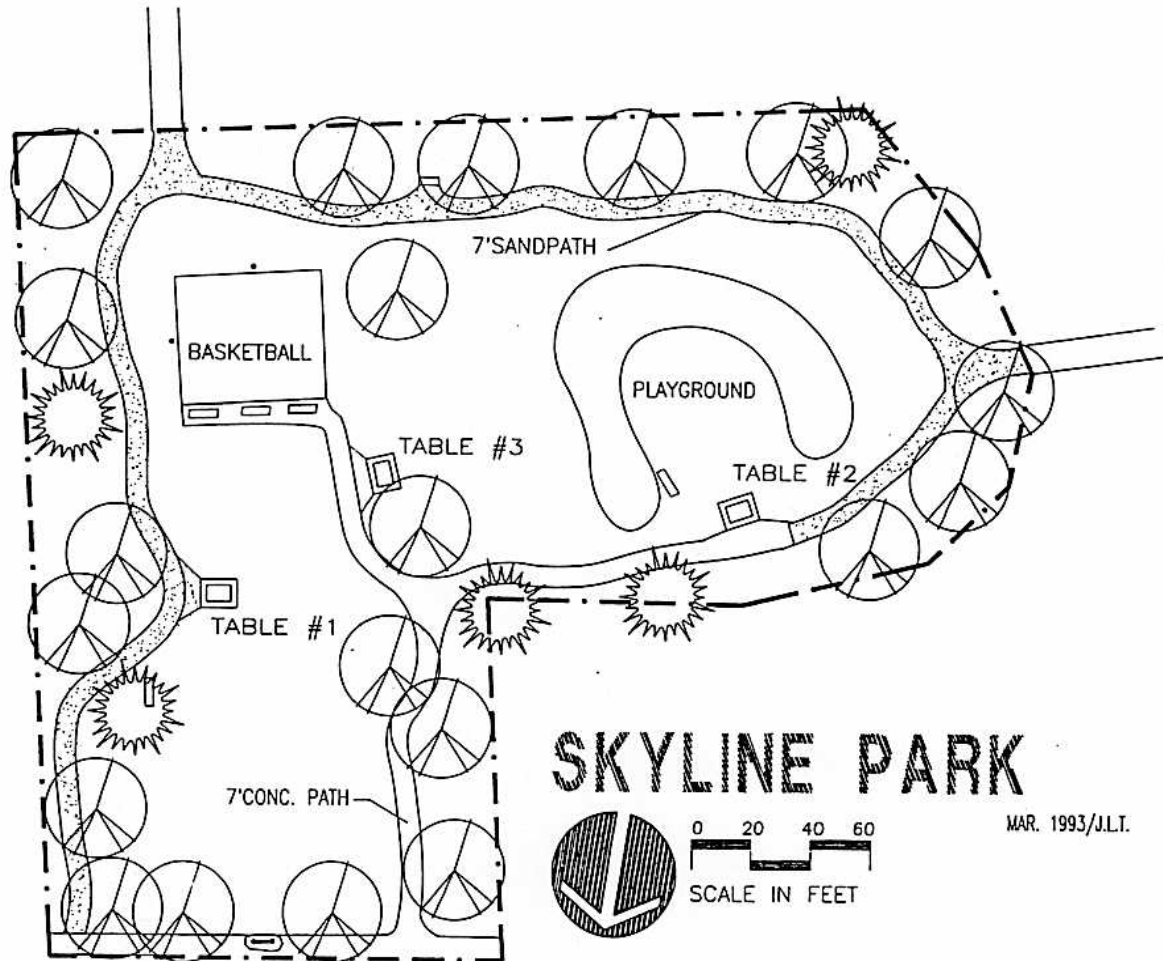 7'SANDPATH
BASKETBALL
PLAYGROUND
TABLE #3
TABLE #2
TABLE #1
7'CONC. PATH
SKYLINE PARK
MAR. 1993/J.L.T.
0 20 40 60
SCALE IN FEET